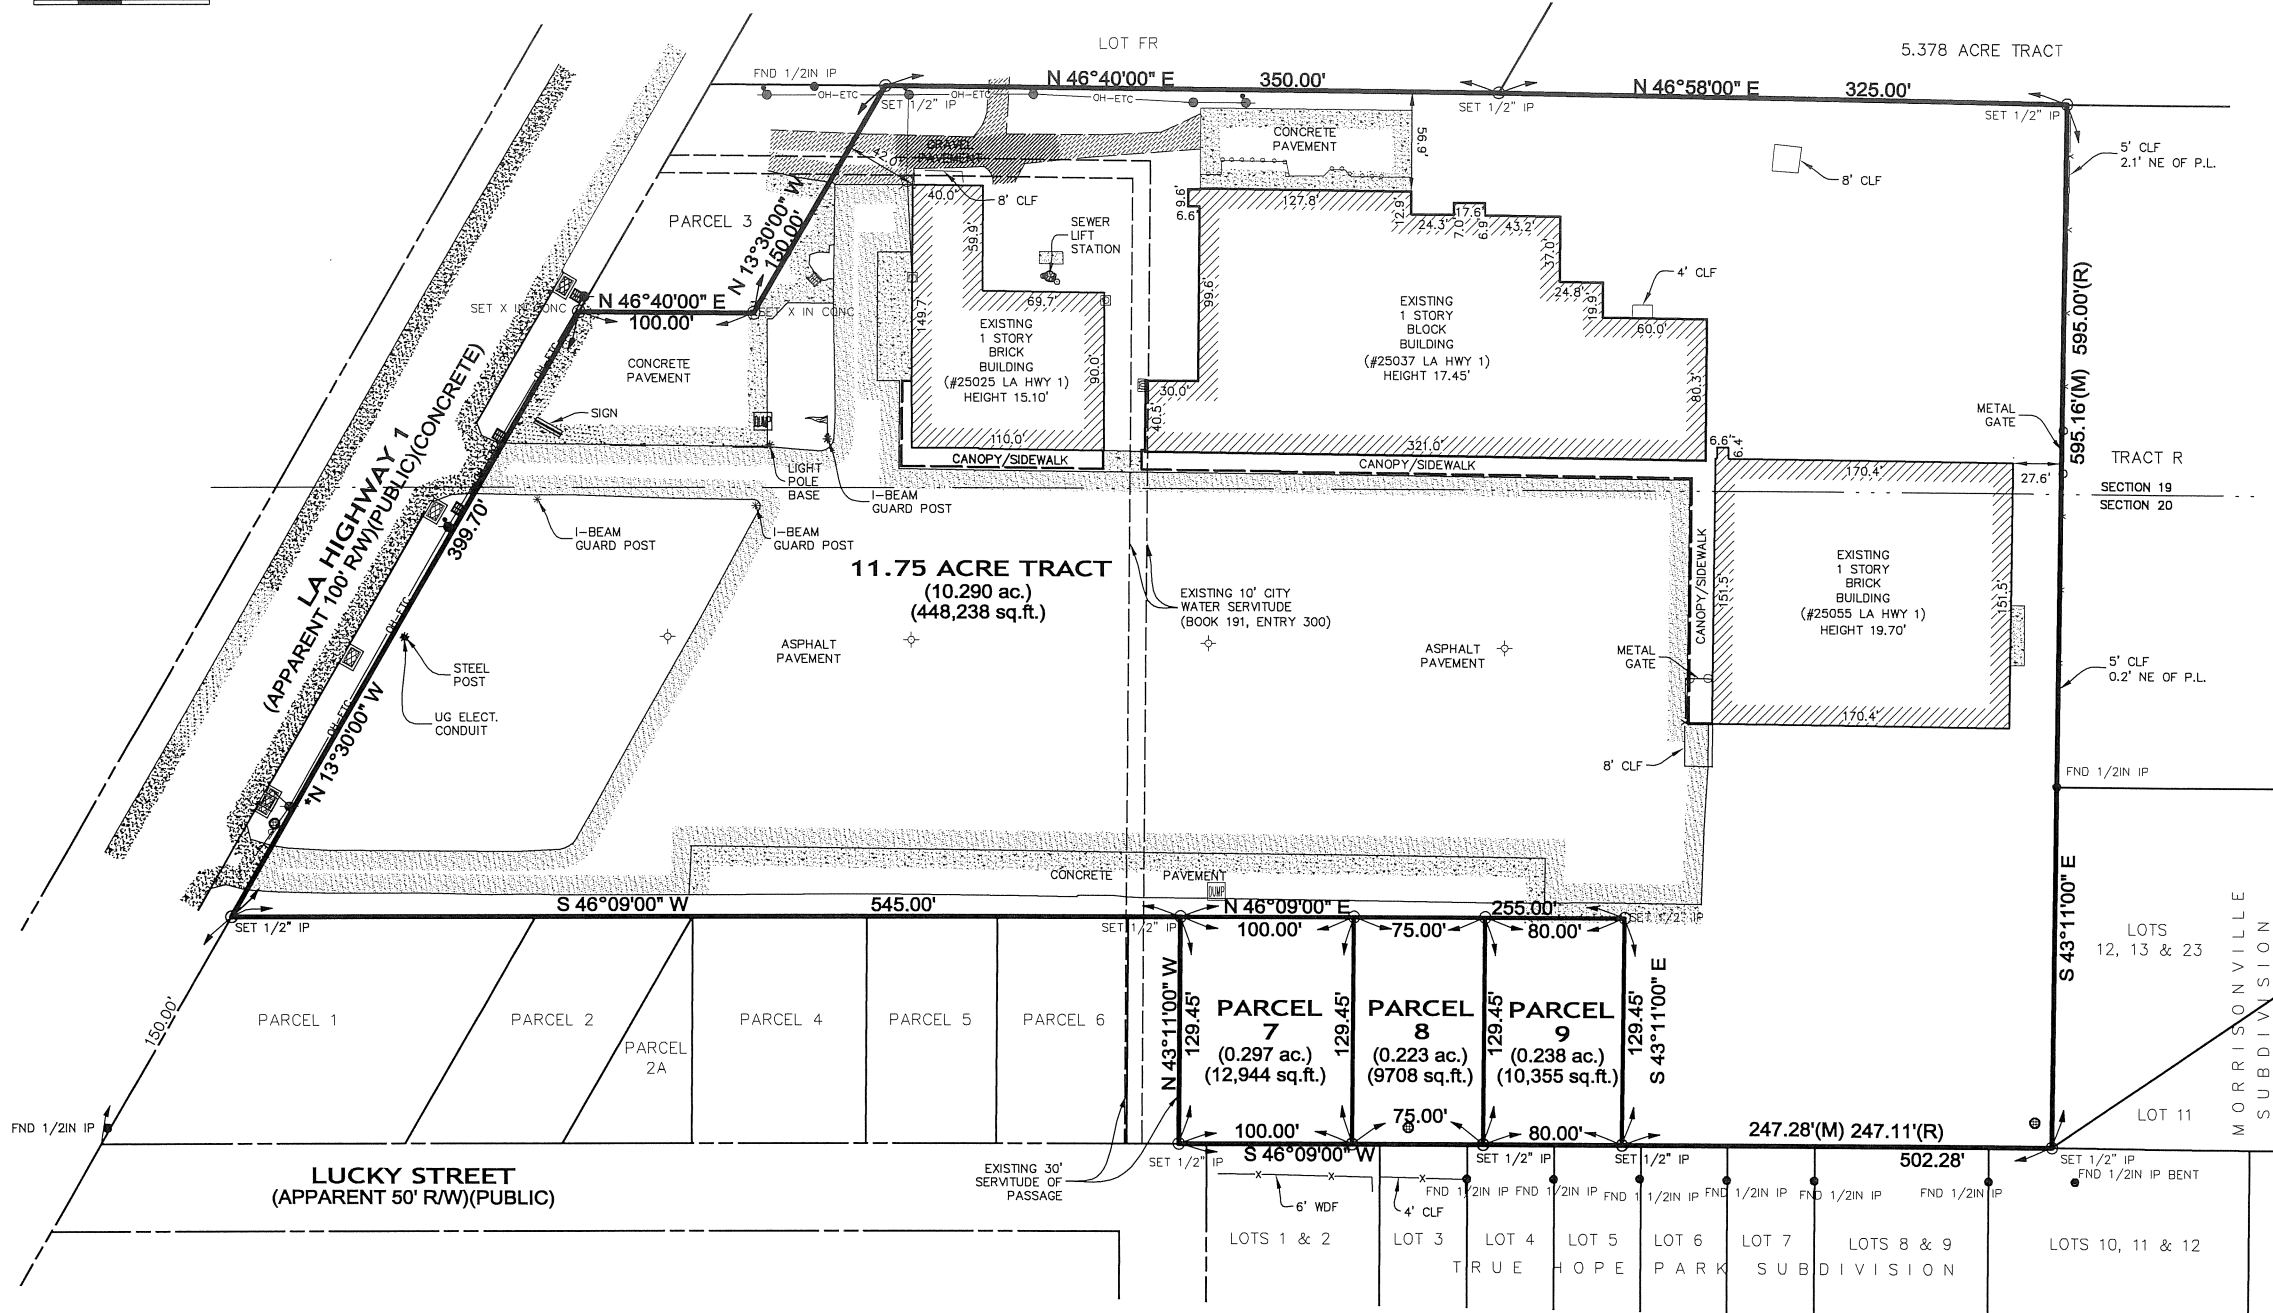 LOT FR
5.378 ACRE TRACT
FND 1/2IN IP
N 46°40'00" E 350.00'
N 46°58'00" E 325.00'
OH-ETC
OH-ETC
OH-ETC
SET 1/2" IP
SET 1/2" IP
SET 1/2" IP
CONCRETE
PAVEMENT
56.9'
GRAVEL
PAVEMENT
42.0'
5' CLF
2.1' NE OF P.L.
8' CLF
PARCEL 3
N 13°30'00" W
150.00'
40.0'
8' CLF
59.9'
SEWER
LIFT
STATION
9.6'
6.6'
127.8'
12.9'
24.3'
7.0'
17.6'
6.9'
43.2'
37.0'
24.8'
19.9'
4' CLF
60.0'
SET X IN CONC
N 46°40'00" E
100.00'
SET X IN CONC
149.7'
69.7'
99.6'
EXISTING
1 STORY
BRICK
BUILDING
(#25025 LA HWY 1)
HEIGHT 15.10'
90.0'
EXISTING
1 STORY
BLOCK
BUILDING
(#25037 LA HWY 1)
HEIGHT 17.45'
80.3'
595.16'(M) 595.00'(R)
CONCRETE
PAVEMENT
OH-ETC
SIGN
DUMP
30.0'
40.5'
110.0'
321.0'
CANOPY/SIDEWALK
CANOPY/SIDEWALK
6.6'
6.4'
170.4'
27.6'
METAL
GATE
TRACT R
SECTION 19
SECTION 20
LIGHT
POLE
BASE
I-BEAM
GUARD POST
I-BEAM
GUARD POST
I-BEAM
GUARD POST
LA HIGHWAY 1
(APPARENT 100' R/W)(PUBLIC)(CONCRETE)
399.70'
11.75 ACRE TRACT
(10.290 ac.)
(448,238 sq.ft.)
EXISTING 10' CITY
WATER SERVITUDE
(BOOK 191, ENTRY 300)
CANOPY/SIDEWALK
151.5'
EXISTING
1 STORY
BRICK
BUILDING
(#25055 LA HWY 1)
HEIGHT 19.70'
151.5'
OH-ETC
STEEL
POST
ASPHALT
PAVEMENT
ASPHALT
PAVEMENT
METAL
GATE
5' CLF
0.2' NE OF P.L.
OH-ETC
UG ELECT.
CONDUIT
*N 13°30'00" W
170.4'
8' CLF
FND 1/2IN IP
CONCRETE PAVEMENT
DUMP
S 43°11'00" E
S 46°09'00" W 545.00'
N 46°09'00" E 255.00'
SET 1/2" IP
SET 1/2" IP
SET 1/2" IP
100.00'
75.00'
80.00'
LOTS
12, 13 & 23
MORRISONVILLE
SUBDIVISION
150.00'
PARCEL 1
PARCEL 2
PARCEL
2A
PARCEL 4
PARCEL 5
PARCEL 6
N 43°11'00" W
129.45'
PARCEL
7
(0.297 ac.)
(12,944 sq.ft.)
129.45'
PARCEL
8
(0.223 ac.)
(9708 sq.ft.)
129.45'
PARCEL
9
(0.238 ac.)
(10,355 sq.ft.)
129.45'
S 43°11'00" E
LOT 11
FND 1/2IN IP
100.00'
75.00'
80.00'
247.28'(M) 247.11'(R)
S 46°09'00" W
502.28'
SET 1/2" IP
SET 1/2" IP
SET 1/2" IP
SET 1/2" IP
FND 1/2IN IP BENT
LUCKY STREET
(APPARENT 50' R/W)(PUBLIC)
EXISTING 30'
SERVITUDE OF
PASSAGE
FND 1/2IN IP
FND 1/2IN IP
FND 1/2IN IP
FND 1/2IN IP
FND 1/2IN IP
FND 1/2IN IP
6' WDF
4' CLF
LOTS 1 & 2
LOT 3
LOT 4
LOT 5
LOT 6
LOT 7
LOTS 8 & 9
LOTS 10, 11 & 12
TRUE HOPE PARK SUBDIVISION